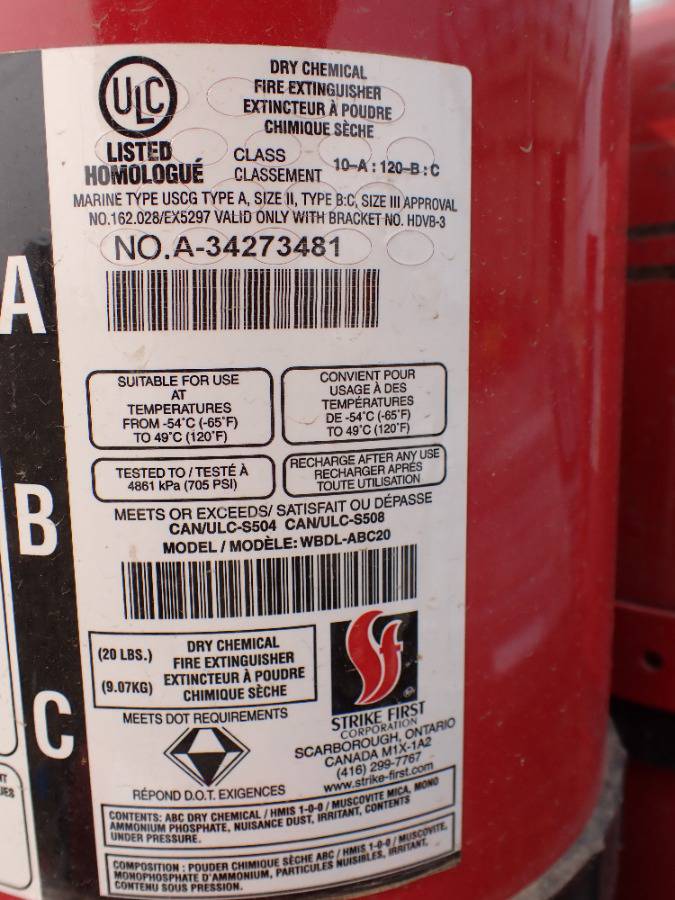 ULC
LISTED
HOMOLOGUÉ
DRY CHEMICAL
FIRE EXTINGUISHER
EXTINCTEUR À POUDRE
CHIMIQUE SÈCHE
CLASS
CLASSEMENT
10-A : 120-B : C
MARINE TYPE USCG TYPE A, SIZE II, TYPE B:C, SIZE III APPROVAL
NO.162.028/EX5297 VALID ONLY WITH BRACKET NO. HDVB-3
NO.A-34273481
A
SUITABLE FOR USE
AT
TEMPERATURES
FROM -54°C (-65°F)
TO 49°C (120°F)
CONVIENT POUR
USAGE À DES
TEMPÉRATURES
DE -54°C (-65°F)
TO 49°C (120°F)
TESTED TO / TESTÉ À
4861 kPa (705 PSI)
RECHARGE AFTER ANY USE
RECHARGER APRÈS
TOUTE UTILISATION
B
MEETS OR EXCEEDS/ SATISFAIT OU DÉPASSE
CAN/ULC-S504 CAN/ULC-S508
MODEL / MODÈLE: WBDL-ABC20
(20 LBS.)
(9.07KG)
DRY CHEMICAL
FIRE EXTINGUISHER
EXTINCTEUR À POUDRE
CHIMIQUE SÈCHE
C
MEETS DOT REQUIREMENTS
RÉPOND D.O.T. EXIGENCES
STRIKE FIRST
CORPORATION
SCARBOROUGH, ONTARIO
CANADA M1X-1A2
(416) 299-7767
www.strike-first.com
CONTENTS: ABC DRY CHEMICAL / HMIS 1-0-0 / MUSCOVITE MICA, MONO
AMMONIUM PHOSPHATE, NUISANCE DUST, IRRITANT, CONTENTS
UNDER PRESSURE.
COMPOSITION : POUDER CHIMIQUE SÈCHE ABC / HMIS 1-0-0 / MUSCOVITE,
MONOPHOSPHATE D'AMMONIUM, PARTICULES NUISIBLES, IRRITANT,
CONTENU SOUS PRESSION.